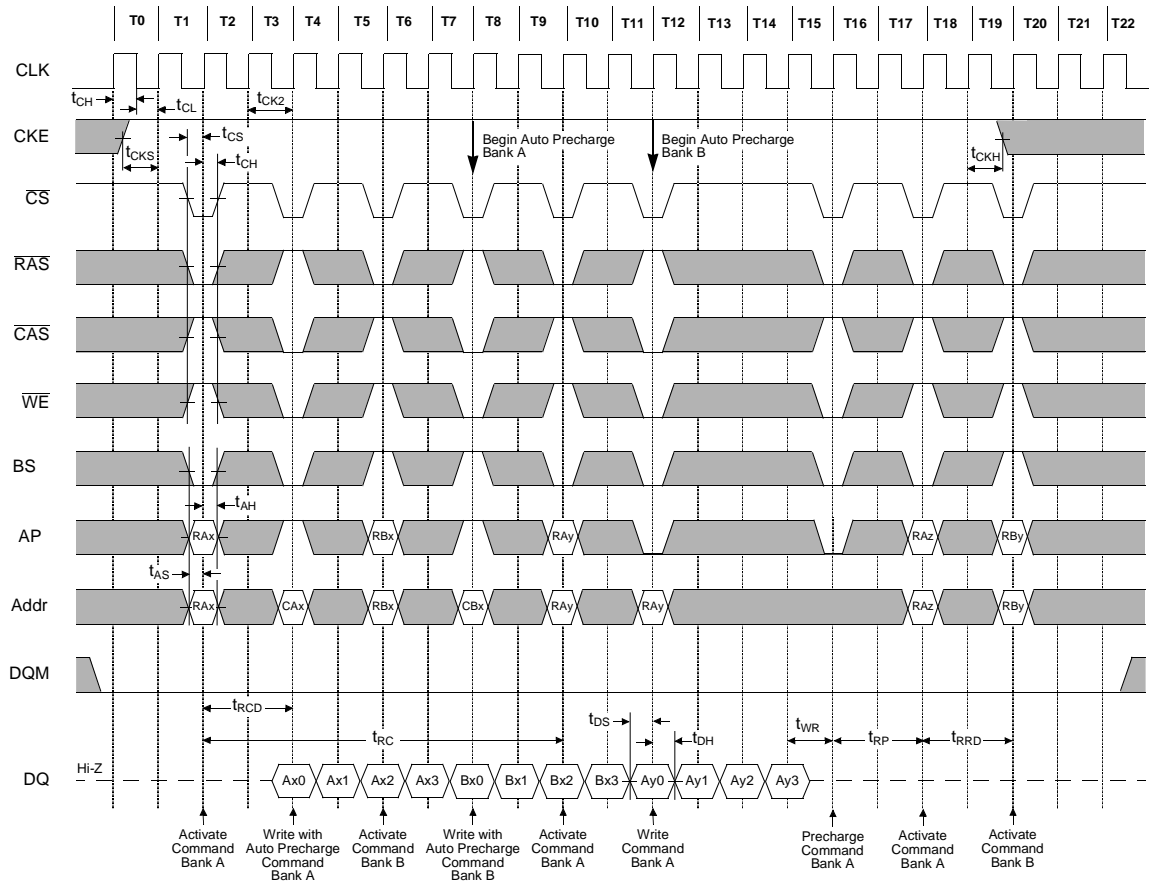 T0 T1 T2 T3 T4 T5 T6 T7 T8 T9 T10 T11 T12 T13 T14 T15 T16 T17 T18 T19 T20 T21 T22
CLK
tCH
tCL
tCK2
CKE
tCS
Begin Auto Precharge
Bank A
Begin Auto Precharge
Bank B
tCKS
tCH
tCKH
CS
RAS
CAS
WE
BS
tAH
AP
RAx RBx RAy RAz RBy
tAS
Addr
RAx CAx RBx CBx RAy RAy RAz RBy
DQM
tRCD
tDS
tWR
tRC
tDH
tRP
tRRD
Hi-Z
DQ
Ax0 Ax1 Ax2 Ax3 Bx0 Bx1 Bx2 Bx3 Ay0 Ay1 Ay2 Ay3
Activate
Command
Bank A
Write with
Auto Precharge
Command
Bank A
Activate
Command
Bank B
Write with
Auto Precharge
Command
Bank B
Activate
Command
Bank A
Write
Command
Bank A
Precharge
Command
Bank A
Activate
Command
Bank A
Activate
Command
Bank B